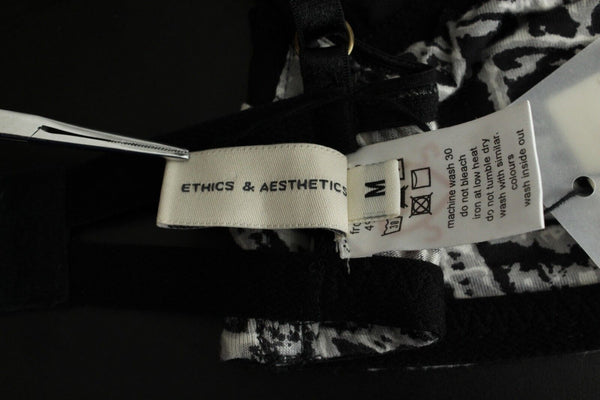 ETHICS & AESTHETICS
M
machine wash 30
do not bleach
iron at low heat
do not tumble dry
wash with similar.
colours
wash inside out